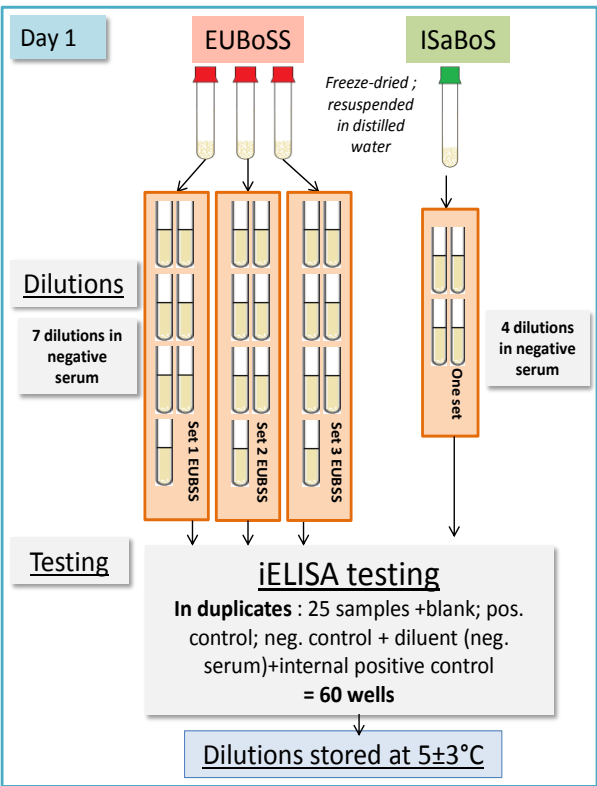 Day 1
EUBoSS
ISaBoS
Freeze-dried ;
resuspended
in distilled
water
Dilutions
7 dilutions in
negative
serum
Set 1 EUBSS
Set 2 EUBSS
Set 3 EUBSS
One set
4 dilutions
in negative
serum
Testing
iELISA testing
In duplicates : 25 samples +blank; pos.
control; neg. control + diluent (neg.
serum)+internal positive control
= 60 wells
Dilutions stored at 5±3°C